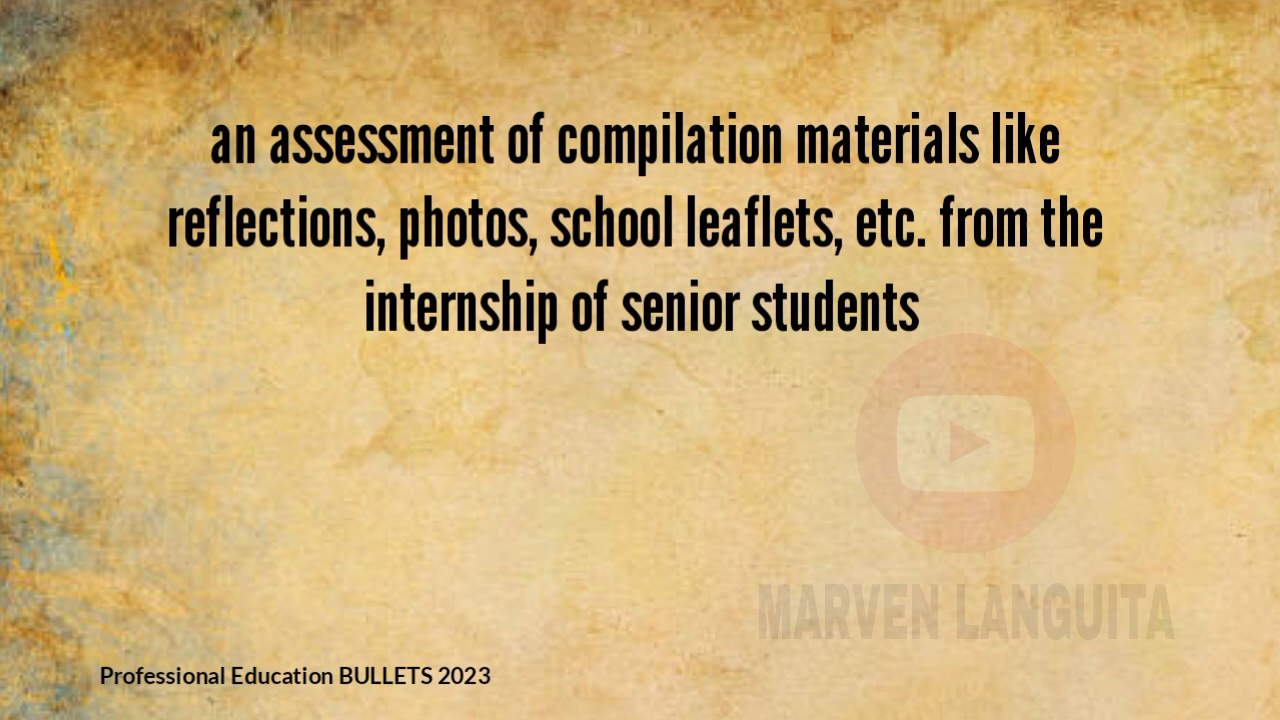 an assessment of compilation materials like
reflections, photos, school leaflets, etc. from the
internship of senior students
MARVEN LANGUITA
Professional Education BULLETS 2023